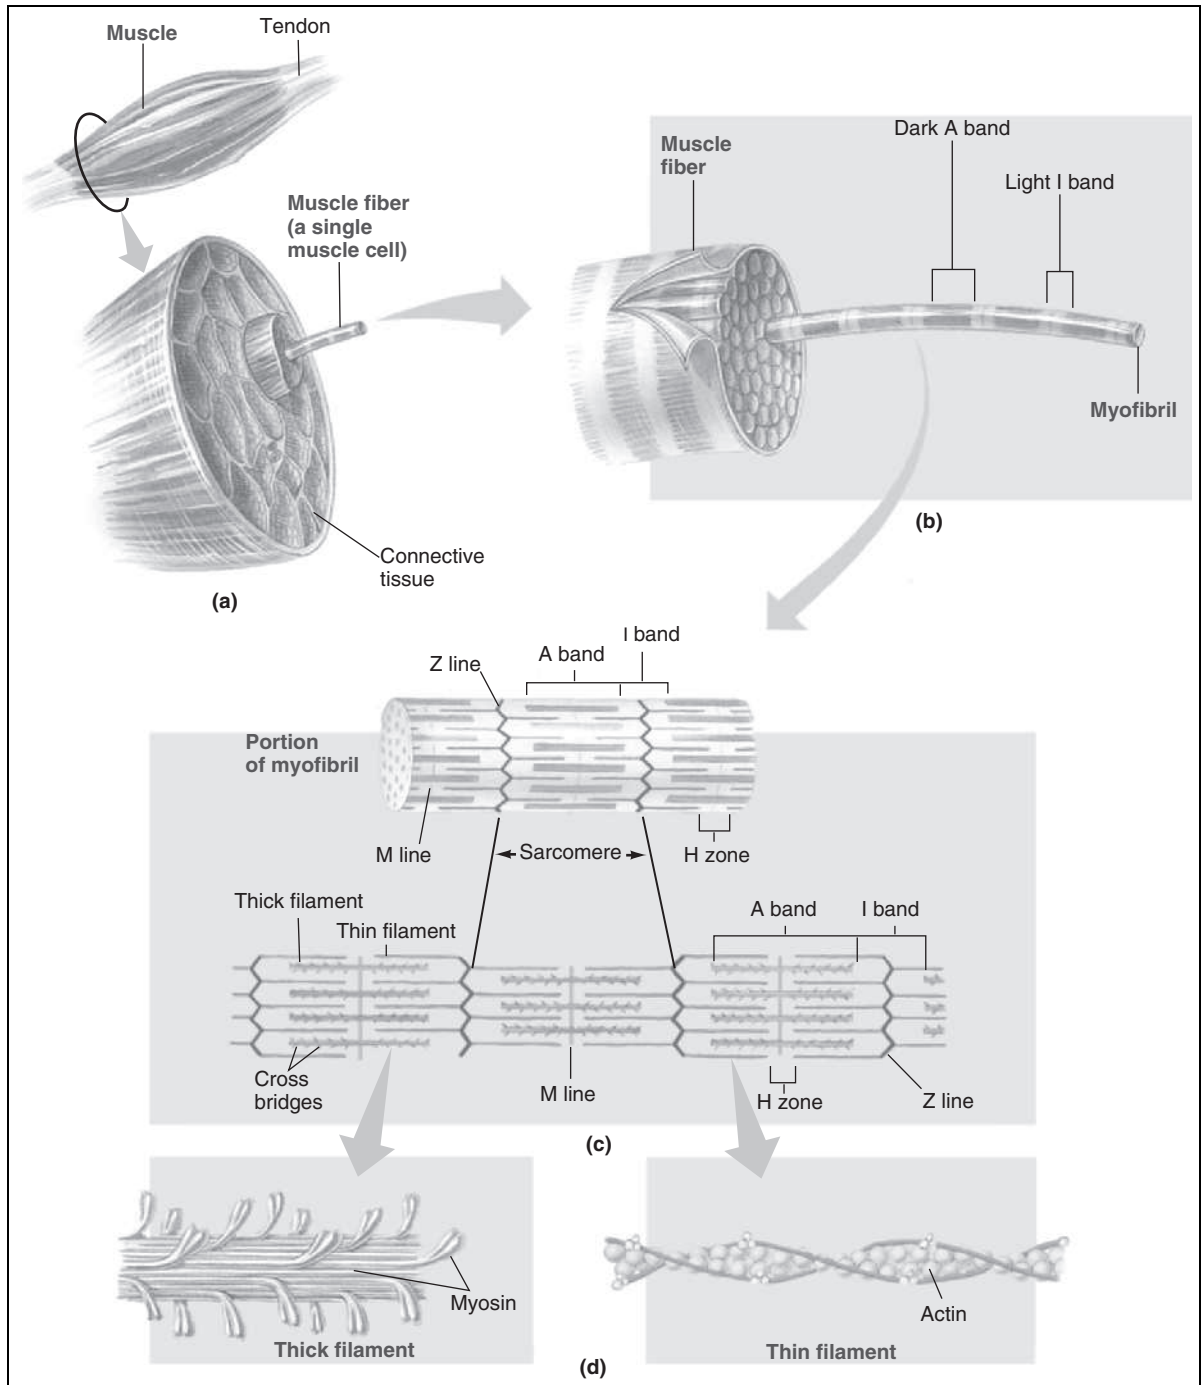 Muscle
Tendon
Muscle fiber
(a single
muscle cell)
Connective
tissue
(a)
Muscle
fiber
Dark A band
Light I band
Myofibril
(b)
Portion
of myofibril
Z line
A band
I band
M line
Sarcomere
H zone
Thick filament
Thin filament
A band
I band
Cross
bridges
M line
H zone
Z line
(c)
Myosin
Thick filament
Actin
Thin filament
(d)